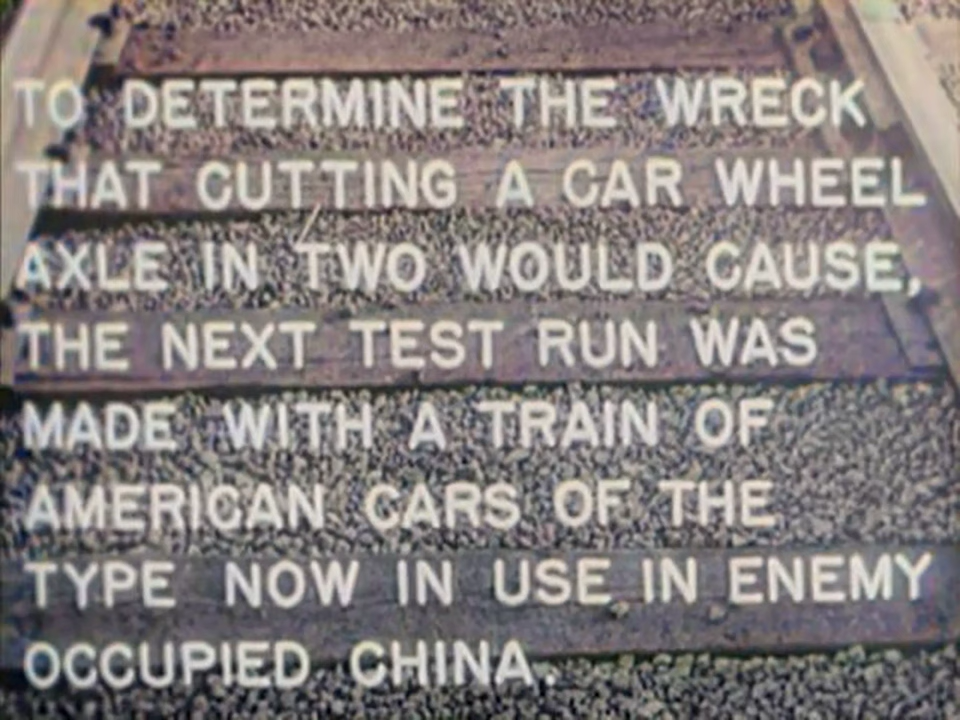 TO DETERMINE THE WRECK
THAT CUTTING A CAR WHEEL
AXLE IN TWO WOULD CAUSE,
THE NEXT TEST RUN WAS
MADE WITH A TRAIN OF
AMERICAN CARS OF THE
TYPE NOW IN USE IN ENEMY
OCCUPIED CHINA.